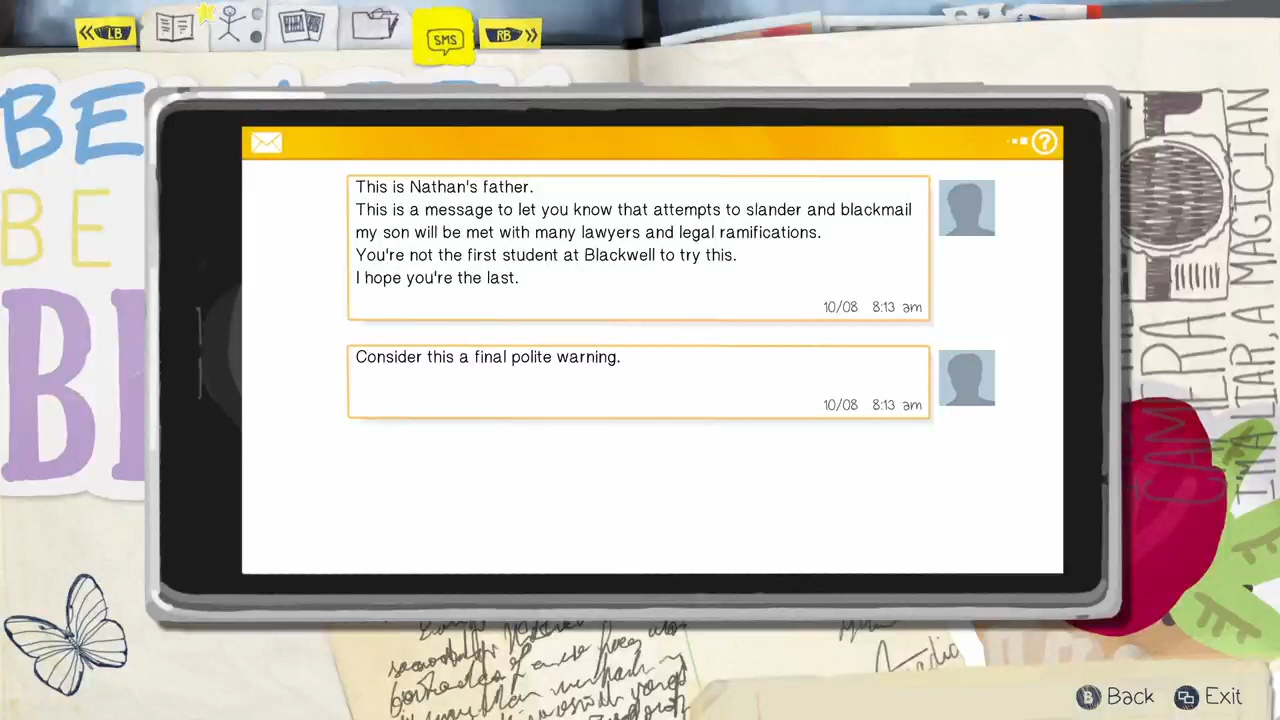 LB
SMS
RB
BE
BE
This is Nathan's father.
This is a message to let you know that attempts to slander and blackmail
my son will be met with many lawyers and legal ramifications.
You're not the first student at Blackwell to try this.
I hope you're the last.
10/08 8:13 am
Consider this a final polite warning.
10/08 8:13 am
CAMERA
I'M A LIAR, A MAGICIAN
B Back
Exit